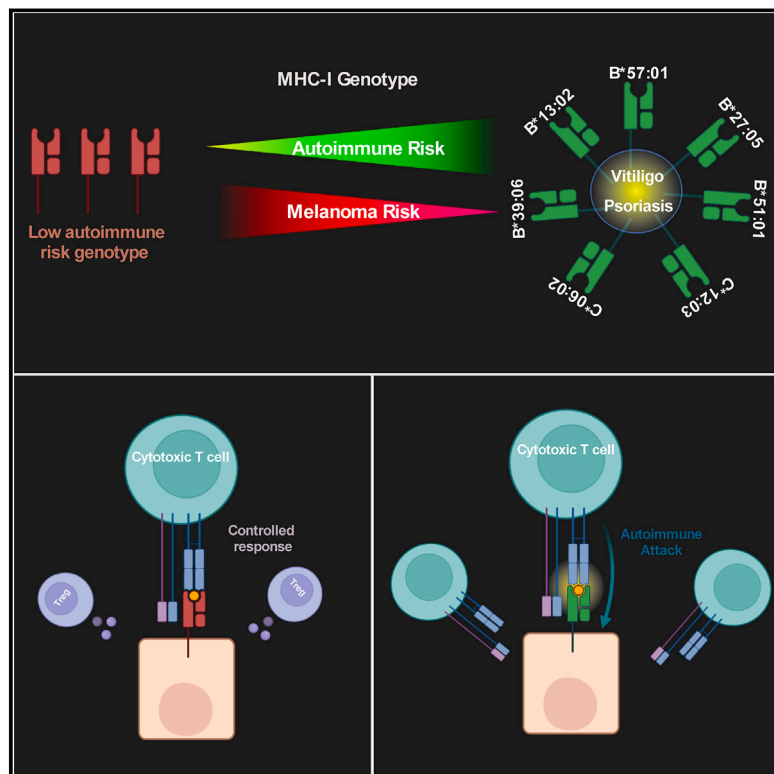 MHC-I Genotype
Autoimmune Risk
Melanoma Risk
Low autoimmune
risk genotype
B*57:01
B*13:02
B*27:05
B*39:06
B*51:01
C*06:02
C*12:03
Vitiligo
Psoriasis
Cytotoxic T cell
Controlled
response
Treg
Treg
Cytotoxic T cell
Autoimmune
Attack